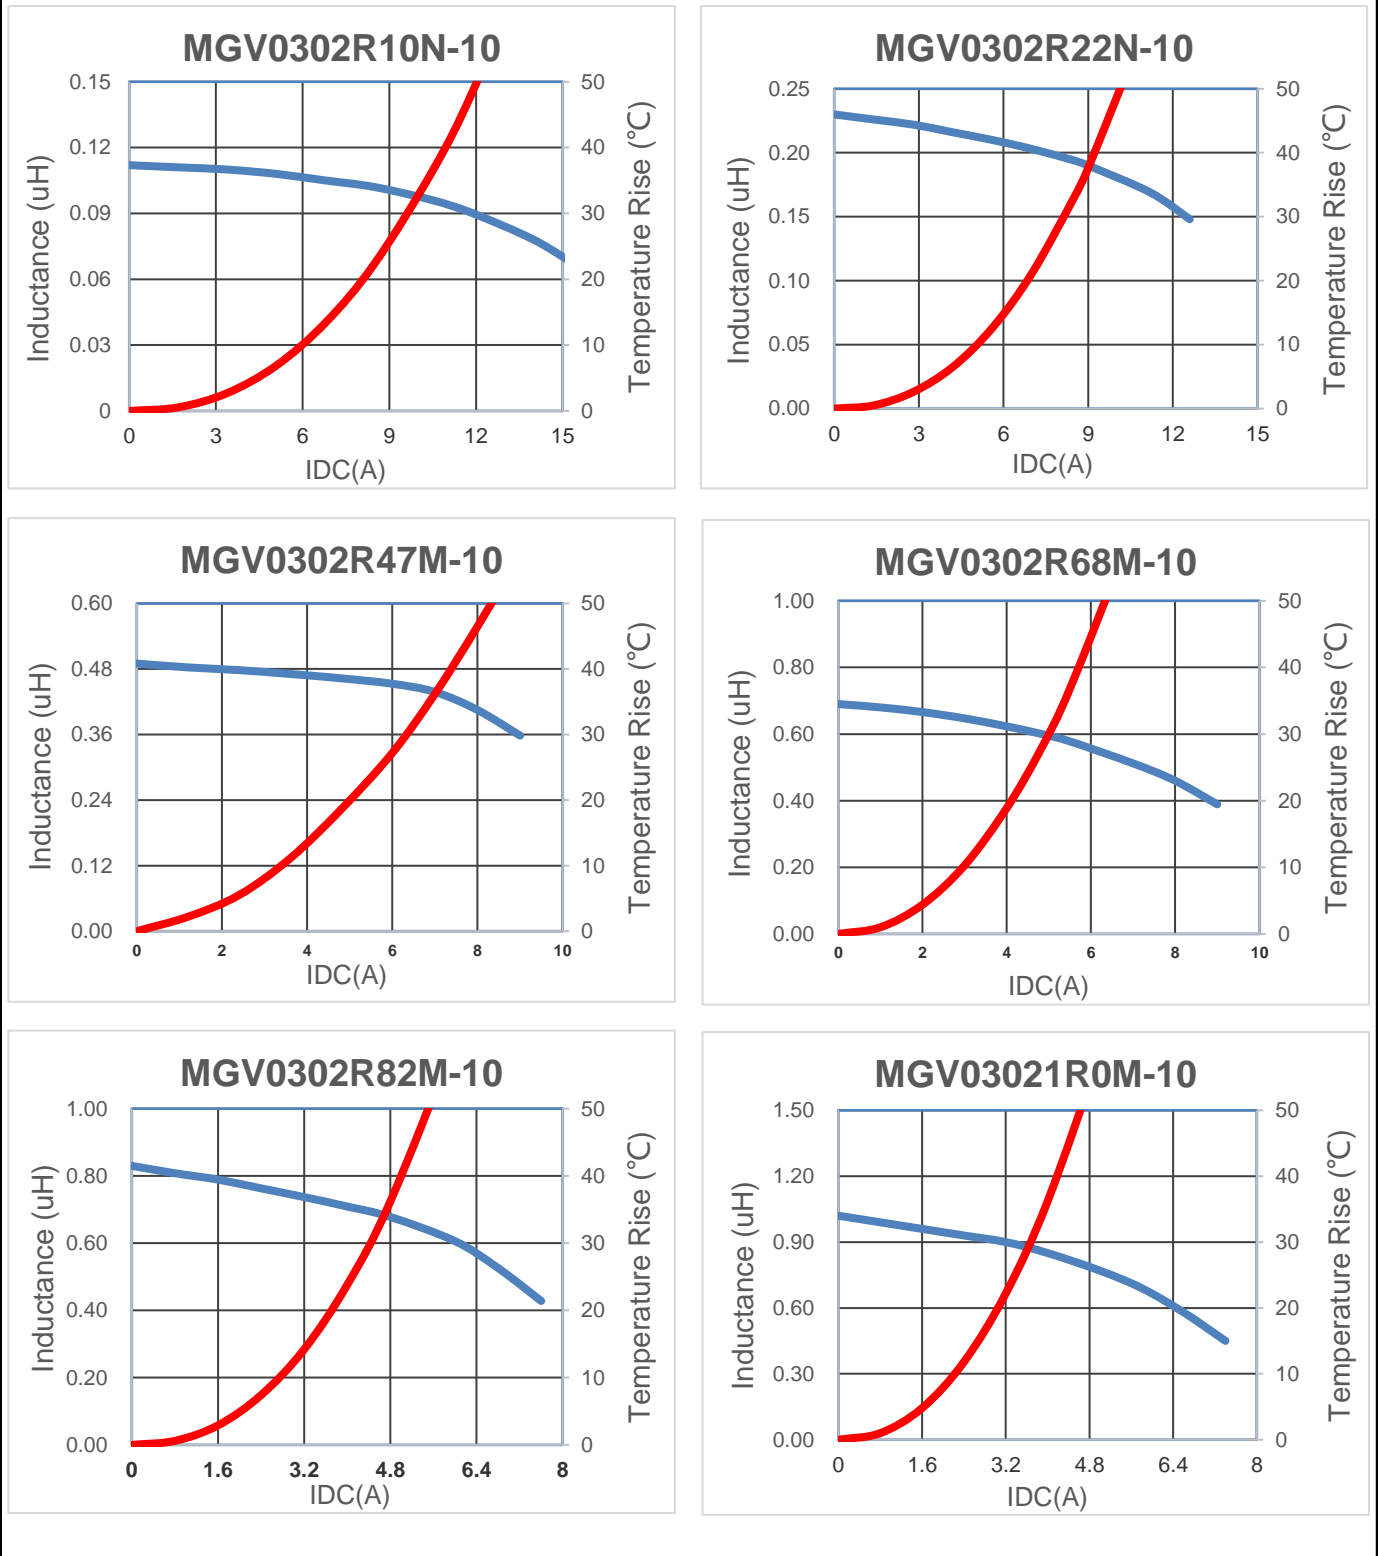 MGV0302R10N-10
0.15
0.12
0.09
0.06
0.03
0
50
40
30
20
10
0
0 3 6 9 12 15
Inductance (uH)
Temperature Rise (℃)
IDC(A)
MGV0302R22N-10
0.25
0.20
0.15
0.10
0.05
0.00
50
40
30
20
10
0
0 3 6 9 12 15
Inductance (uH)
Temperature Rise (℃)
IDC(A)
MGV0302R47M-10
0.60
0.48
0.36
0.24
0.12
0.00
50
40
30
20
10
0
0 2 4 6 8 10
Inductance (uH)
Temperature Rise (℃)
IDC(A)
MGV0302R68M-10
1.00
0.80
0.60
0.40
0.20
0.00
50
40
30
20
10
0
0 2 4 6 8 10
Inductance (uH)
Temperature Rise (℃)
IDC(A)
MGV0302R82M-10
1.00
0.80
0.60
0.40
0.20
0.00
50
40
30
20
10
0
0 1.6 3.2 4.8 6.4 8
Inductance (uH)
Temperature Rise (℃)
IDC(A)
MGV03021R0M-10
1.50
1.20
0.90
0.60
0.30
0.00
50
40
30
20
10
0
0 1.6 3.2 4.8 6.4 8
Inductance (uH)
Temperature Rise (℃)
IDC(A)